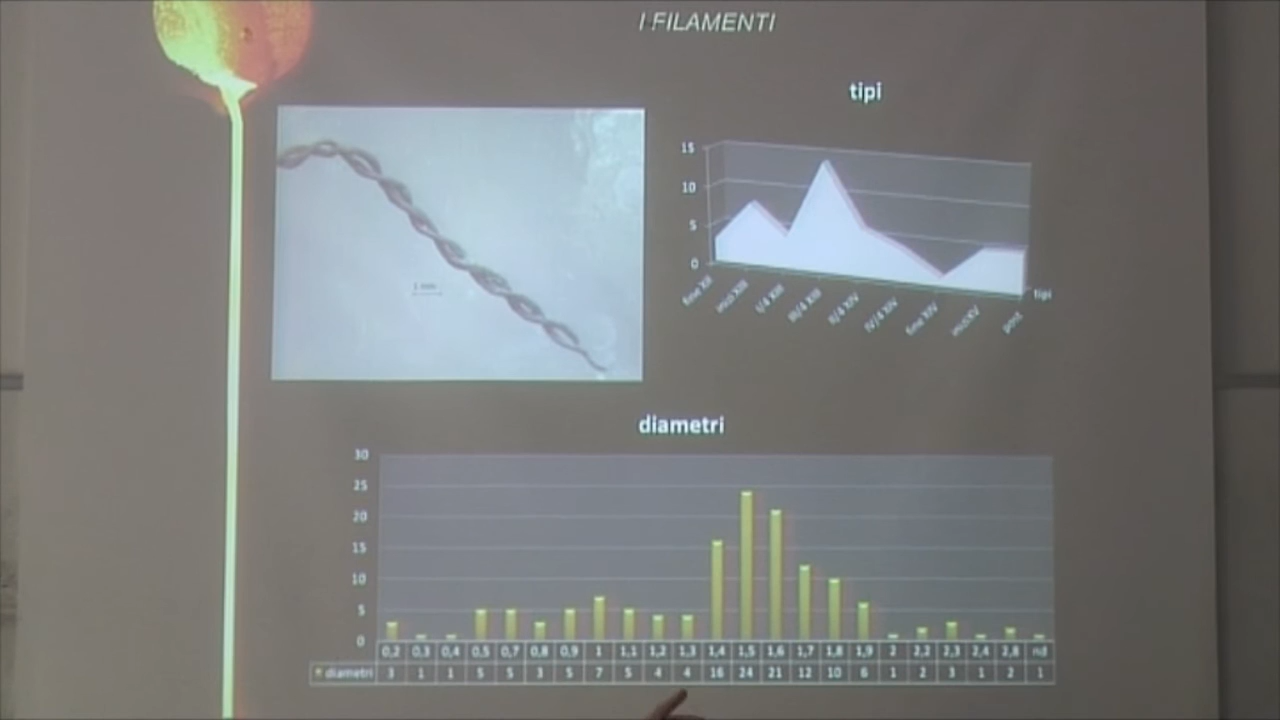 I FILAMENTI
tipi
15
10
5
0
fine XII
inizi XIII
I/4 XIII
III/4 XIII
II/4 XIV
IV/4 XIV
fine XIV
inizi XV
tipi
1 mm
diametri
30
25
20
15
10
5
0
0,2 0,3 0,4 0,5 0,7 0,8 0,9 1 1,1 1,2 1,3 1,4 1,5 1,6 1,7 1,8 1,9 2 2,2 2,3 2,4 2,8 nd
diametri 3 1 1 5 5 3 5 7 5 4 4 16 24 21 12 10 6 1 2 3 1 2 1